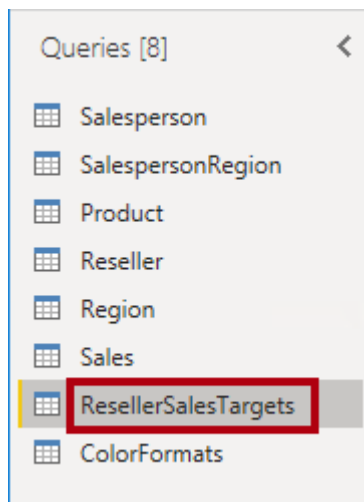 Queries [8]
Salesperson
SalespersonRegion
Product
Reseller
Region
Sales
ResellerSalesTargets
ColorFormats